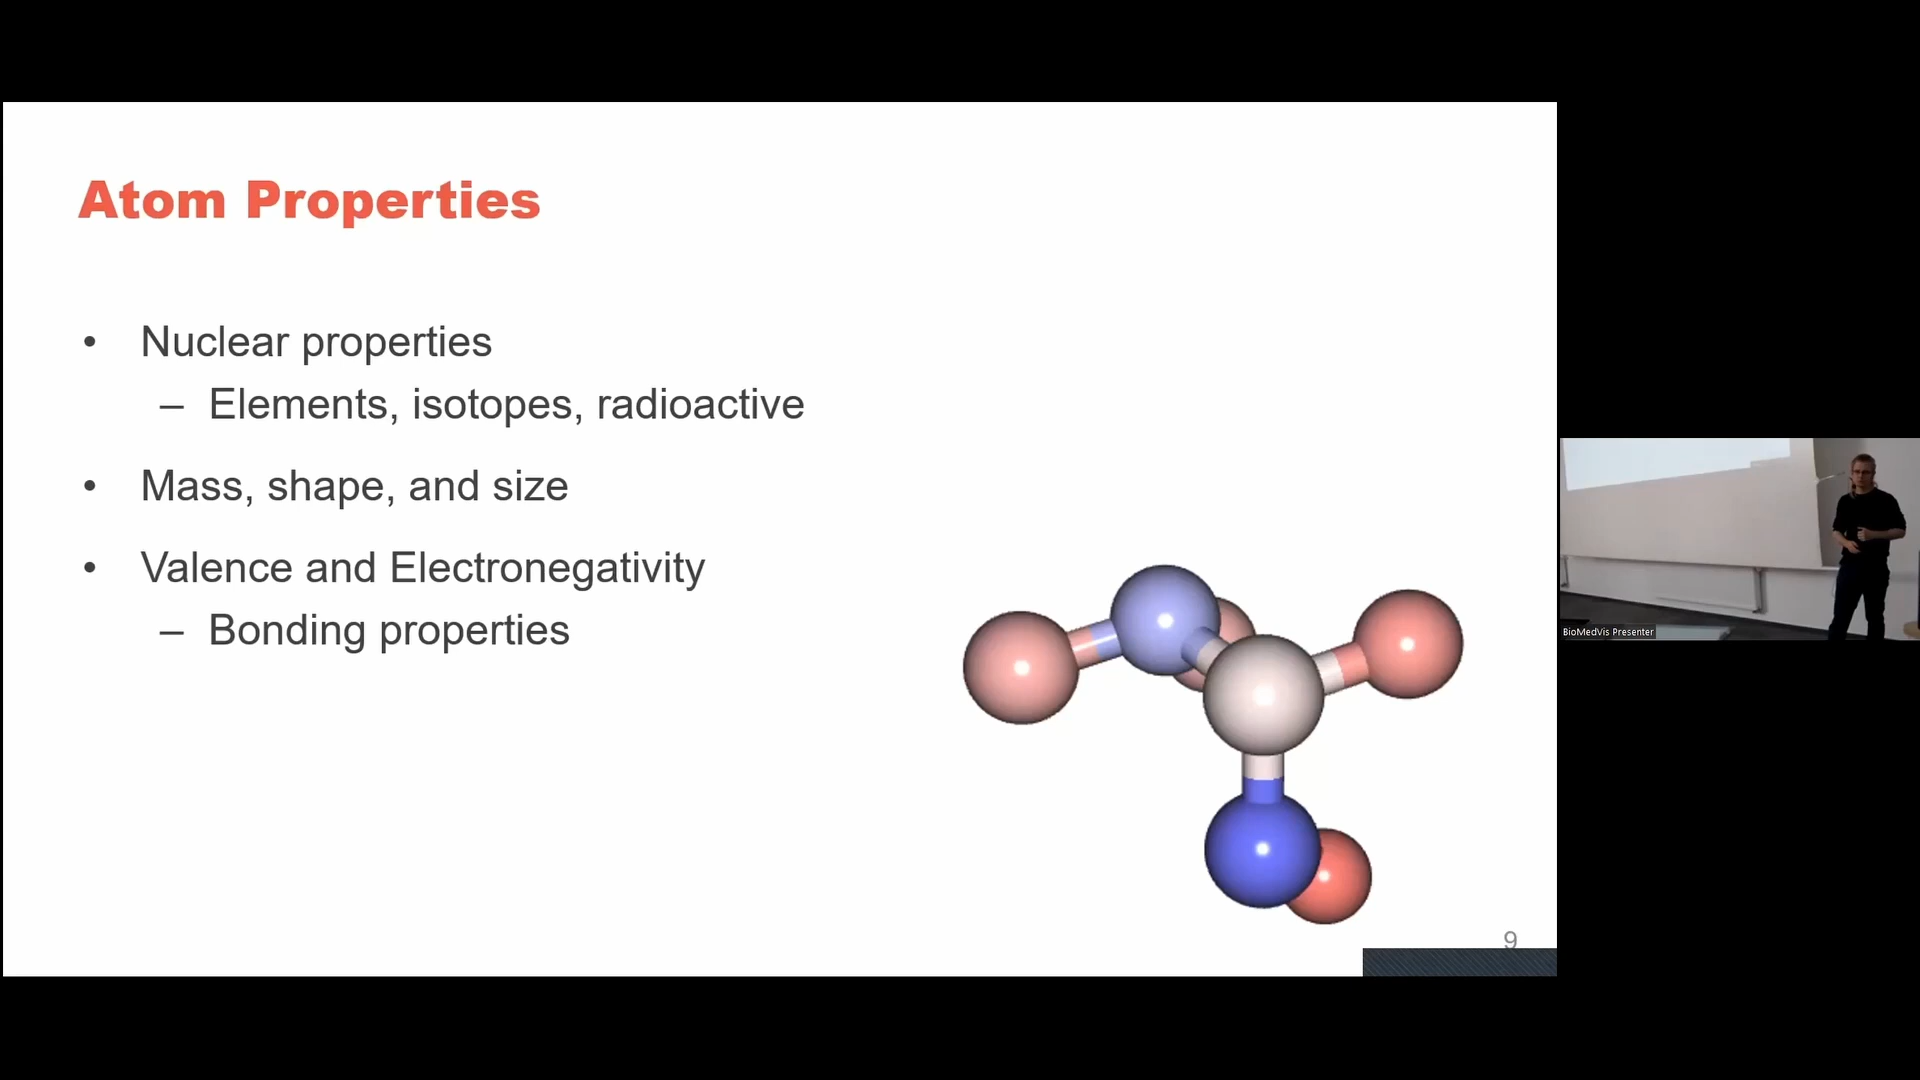 Atom Properties
• Nuclear properties
– Elements, isotopes, radioactive
• Mass, shape, and size
• Valence and Electronegativity
– Bonding properties
9
BioMedVis Presenter